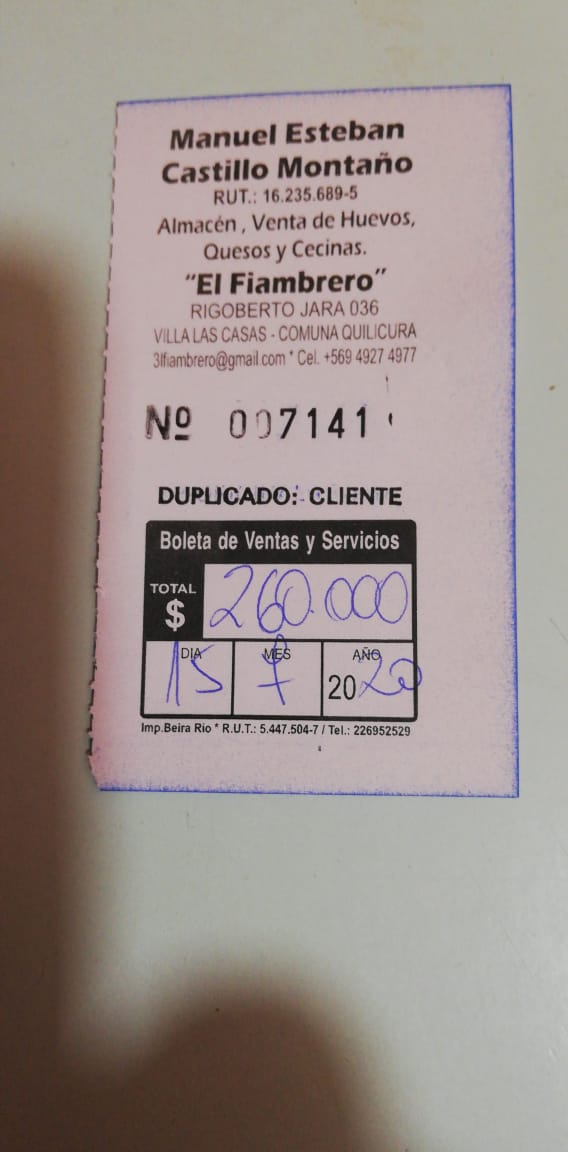 Manuel Esteban
Castillo Montaño
RUT.: 16.235.689-5
Almacén , Venta de Huevos,
Quesos y Cecinas.
"El Fiambrero"
RIGOBERTO JARA 036
VILLA LAS CASAS - COMUNA QUILICURA
3lfiambrero@gmail.com * Cel. +569 4927 4977
Nº 007141
DUPLICADO: CLIENTE
Boleta de Ventas y Servicios
TOTAL $ 260.000
DIA MES AÑO
15 7 2020
Imp.Beira Rio * R.U.T.: 5.447.504-7 / Tel.: 226952529